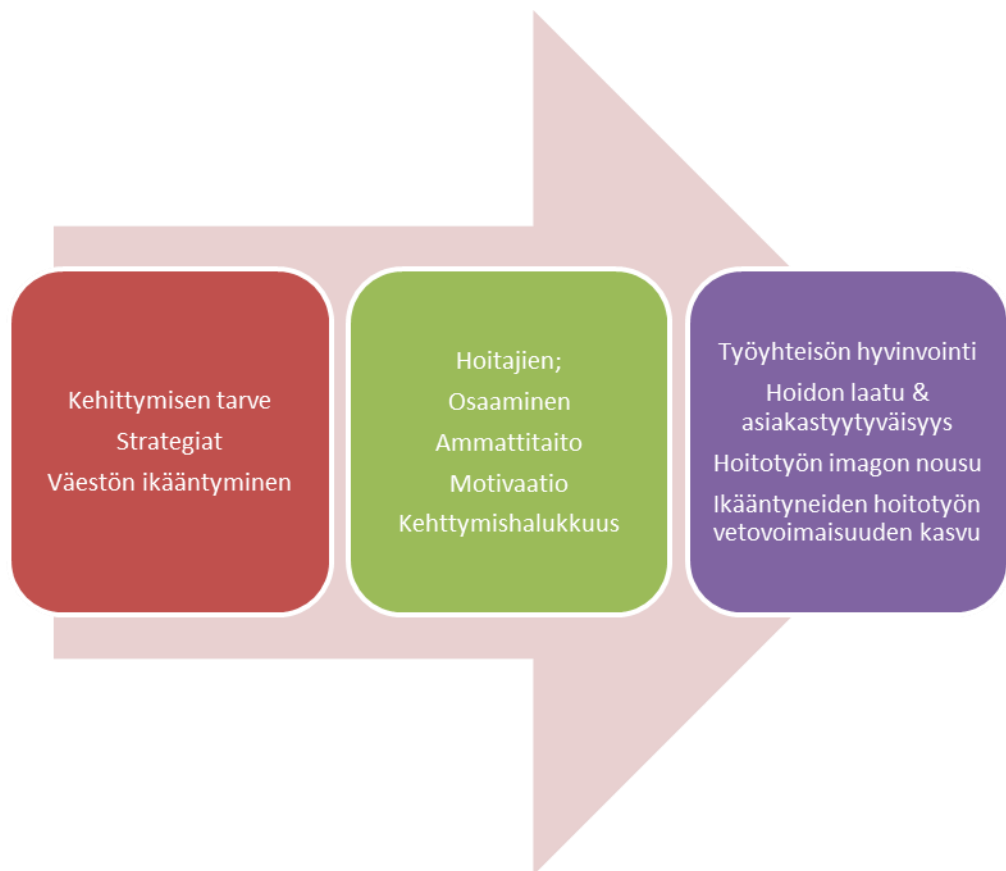 Kehittymisen tarve
Strategiat
Väestön ikääntyminen
Hoitajien;
Osaaminen
Ammattitaito
Motivaatio
Kehttymishalukkuus
Työyhteisön hyvinvointi
Hoidon laatu &
asiakastyytyväisyys
Hoitotyön imagon nousu
Ikääntyneiden hoitotyön
vetovoimaisuuden kasvu